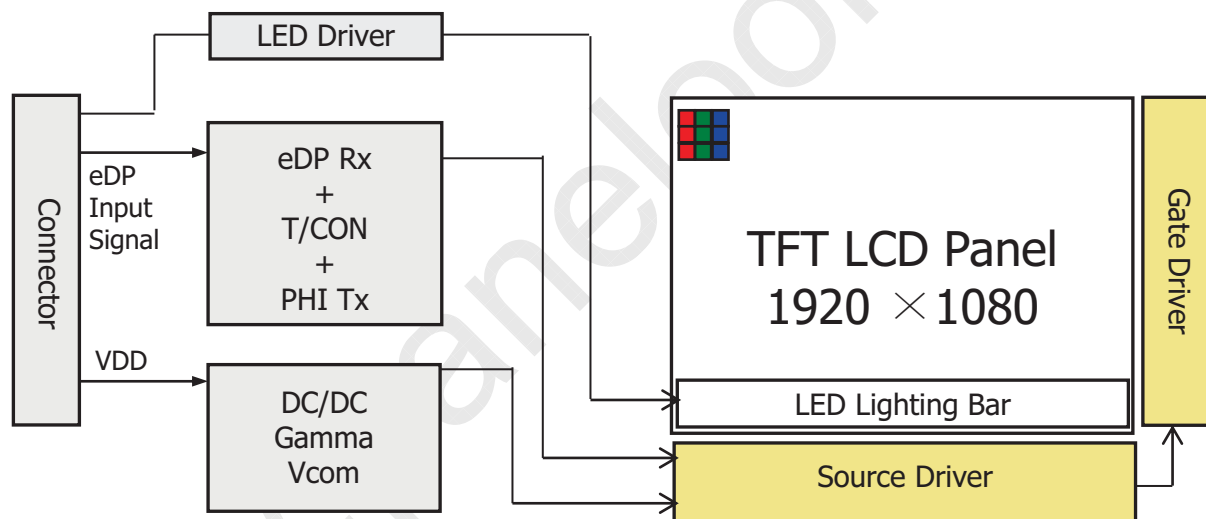 LED Driver
Connector
eDP
Input
Signal
eDP Rx
+
T/CON
+
PHI Tx
VDD
DC/DC
Gamma
Vcom
TFT LCD Panel
1920 ×1080
LED Lighting Bar
Source Driver
Gate Driver